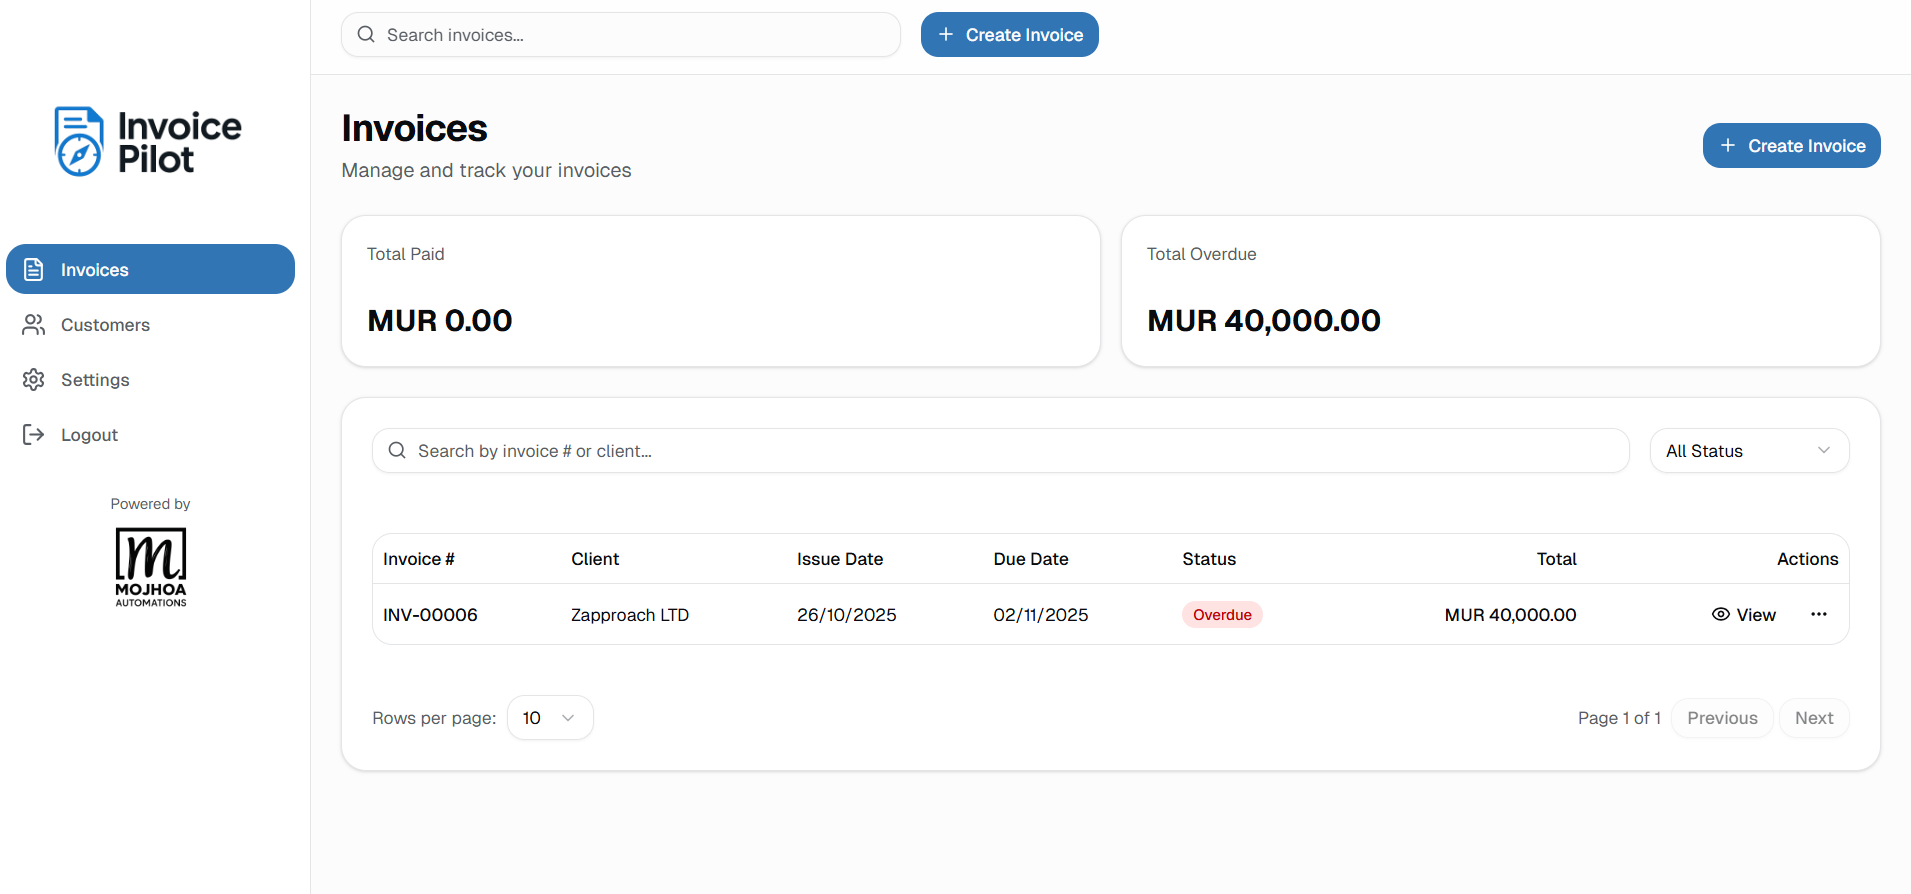 Search invoices...
Create Invoice
Invoice
Pilot
Invoices
Customers
Settings
Logout
Powered by
m
MOJHOA
AUTOMATIONS
Invoices
Manage and track your invoices
Create Invoice
Total Paid
MUR 0.00
Total Overdue
MUR 40,000.00
Search by invoice # or client...
All Status
Invoice # Client Issue Date Due Date Status Total Actions
INV-00006 Zapproach LTD 26/10/2025 02/11/2025 Overdue MUR 40,000.00 View ...
Rows per page: 10
Page 1 of 1 Previous Next